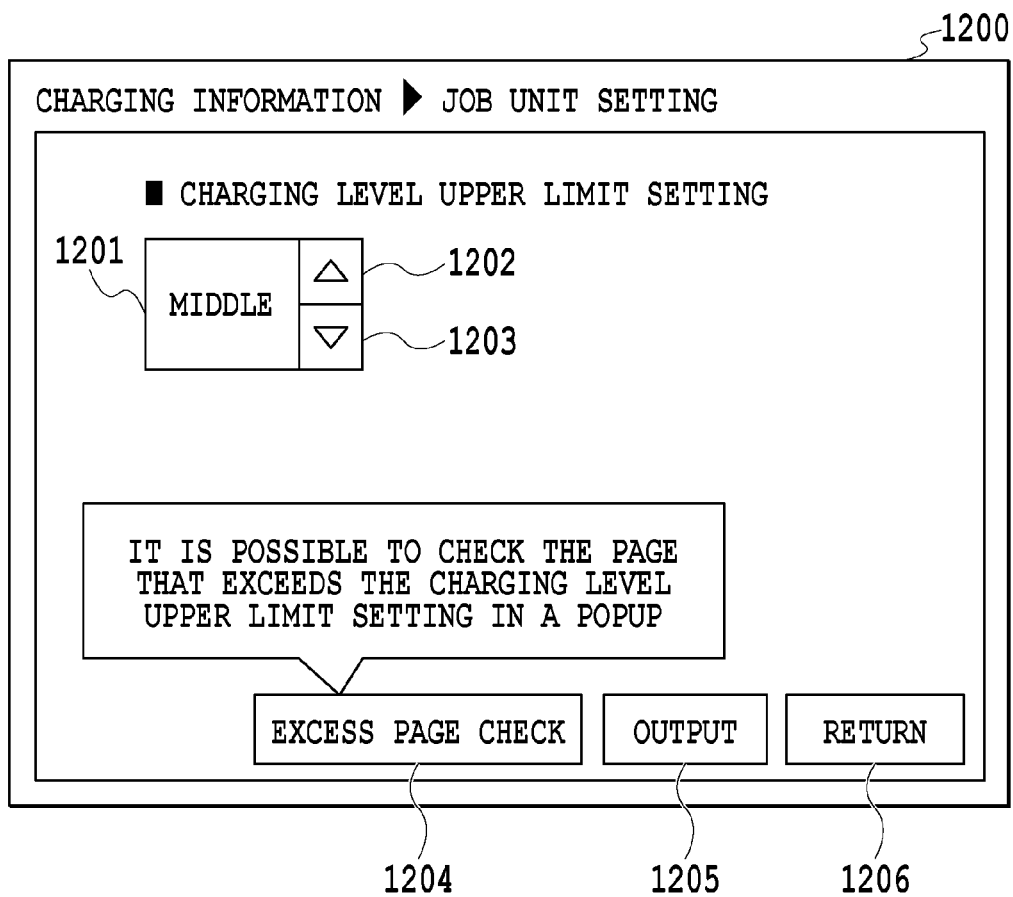 1200
CHARGING INFORMATION ▶ JOB UNIT SETTING
■ CHARGING LEVEL UPPER LIMIT SETTING
1201
MIDDLE
1202
1203
IT IS POSSIBLE TO CHECK THE PAGE
THAT EXCEEDS THE CHARGING LEVEL
UPPER LIMIT SETTING IN A POPUP
EXCESS PAGE CHECK
OUTPUT
RETURN
1204
1205
1206